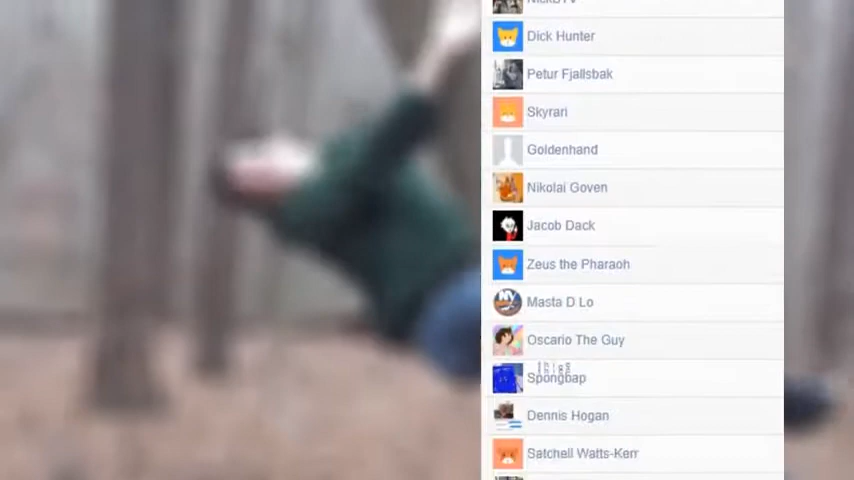 Dick Hunter
Petur Fjallsbak
Skyrari
Goldenhand
Nikolai Goven
Jacob Dack
Zeus the Pharaoh
Masta D Lo
Oscario The Guy
Dennis Hogan
Satchell Watts-Kerr